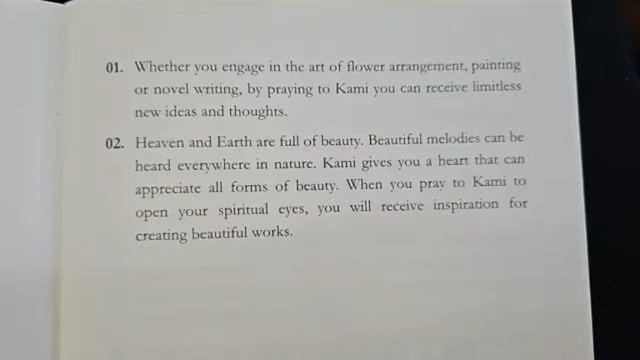 01. Whether you engage in the art of flower arrangement, painting
or novel writing, by praying to Kami you can receive limitless
new ideas and thoughts.
02. Heaven and Earth are full of beauty. Beautiful melodies can be
heard everywhere in nature. Kami gives you a heart that can
appreciate all forms of beauty. When you pray to Kami to
open your spiritual eyes, you will receive inspiration for
creating beautiful works.